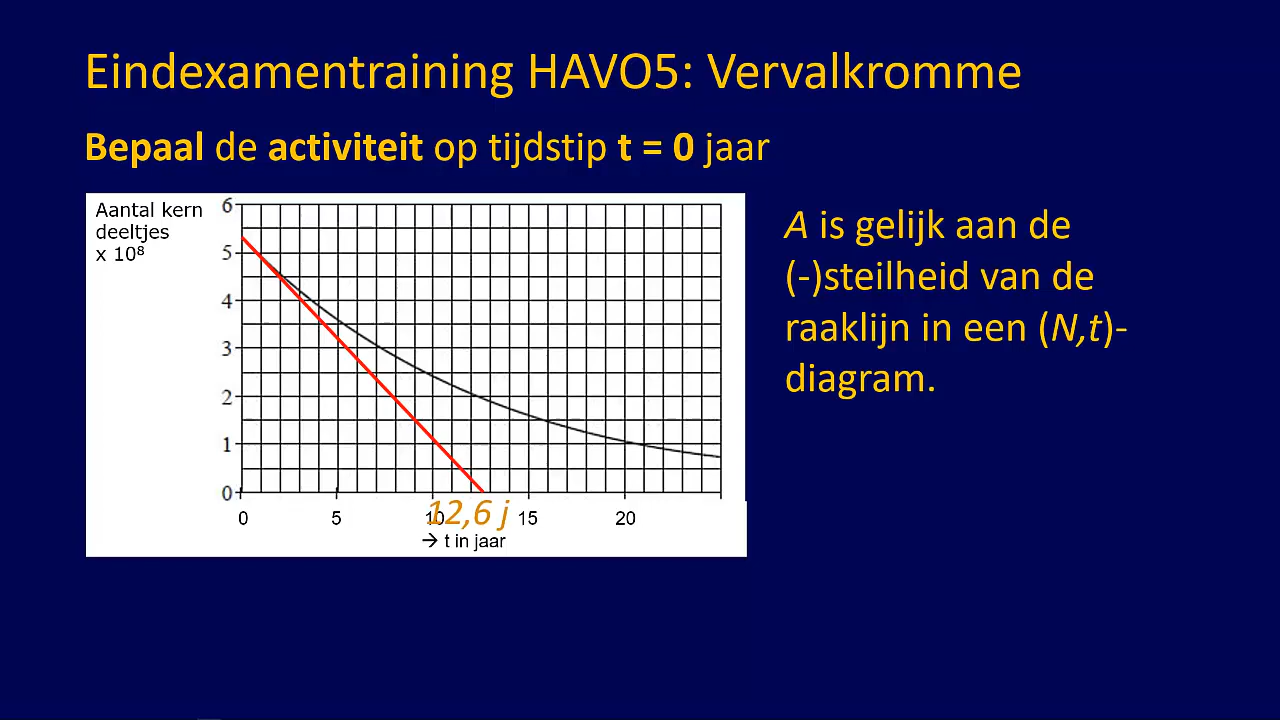 Eindexamentraining HAVO5: Vervalkromme
Bepaal de activiteit op tijdstip t = 0 jaar
Aantal kern
deeltjes
x 10⁸
6
5
4
3
2
1
0
0 5 10 15 20
12,6 j
→ t in jaar
A is gelijk aan de
(-)steilheid van de
raaklijn in een (N,t)-
diagram.